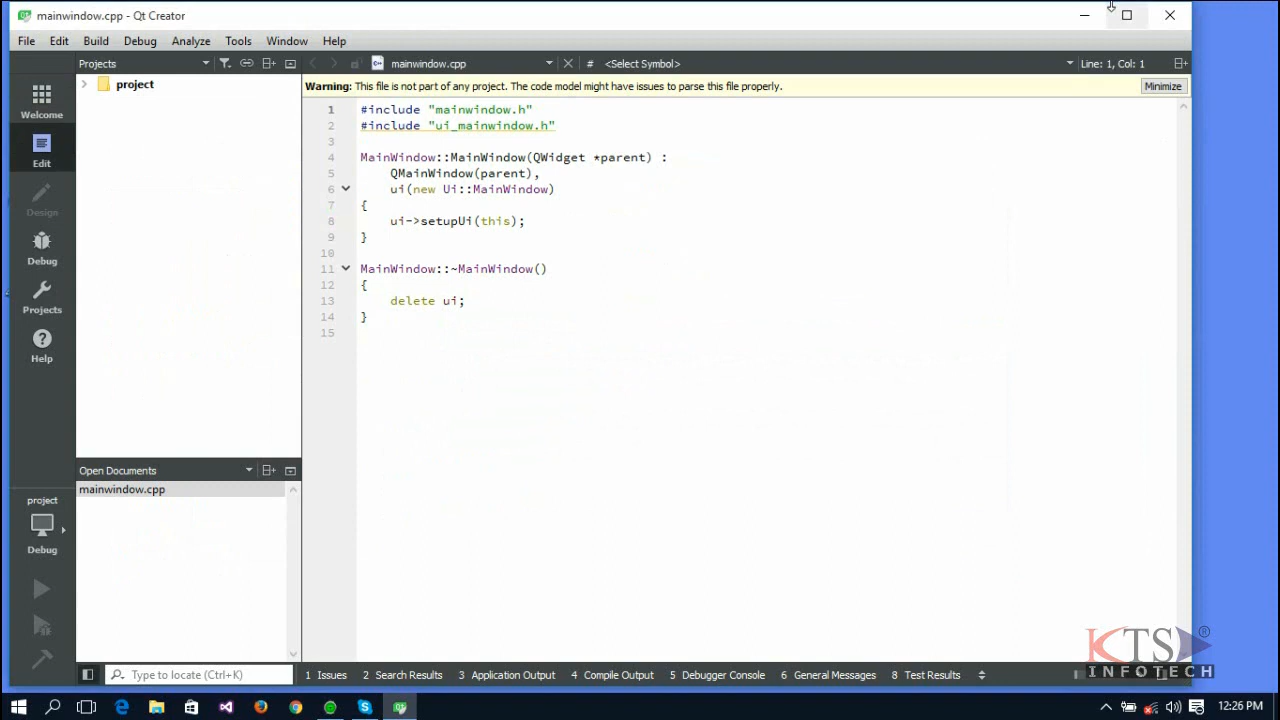 mainwindow.cpp - Qt Creator
File Edit Build Debug Analyze Tools Window Help
Projects
mainwindow.cpp
# <Select Symbol>
Line: 1, Col: 1
project
Warning: This file is not part of any project. The code model might have issues to parse this file properly.
Minimize
Welcome
Edit
Design
Debug
Projects
Help
1 #include "mainwindow.h"
2 #include "ui_mainwindow.h"
3
4 MainWindow::MainWindow(QWidget *parent) :
5 QMainWindow(parent),
6 ui(new Ui::MainWindow)
7 {
8 ui->setupUi(this);
9 }
10
11 MainWindow::~MainWindow()
12 {
13 delete ui;
14 }
15
Open Documents
mainwindow.cpp
project
Debug
Type to locate (Ctrl+K)
1 Issues 2 Search Results 3 Application Output 4 Compile Output 5 Debugger Console 6 General Messages 8 Test Results
KTS ®
INFOTECH
12:26 PM